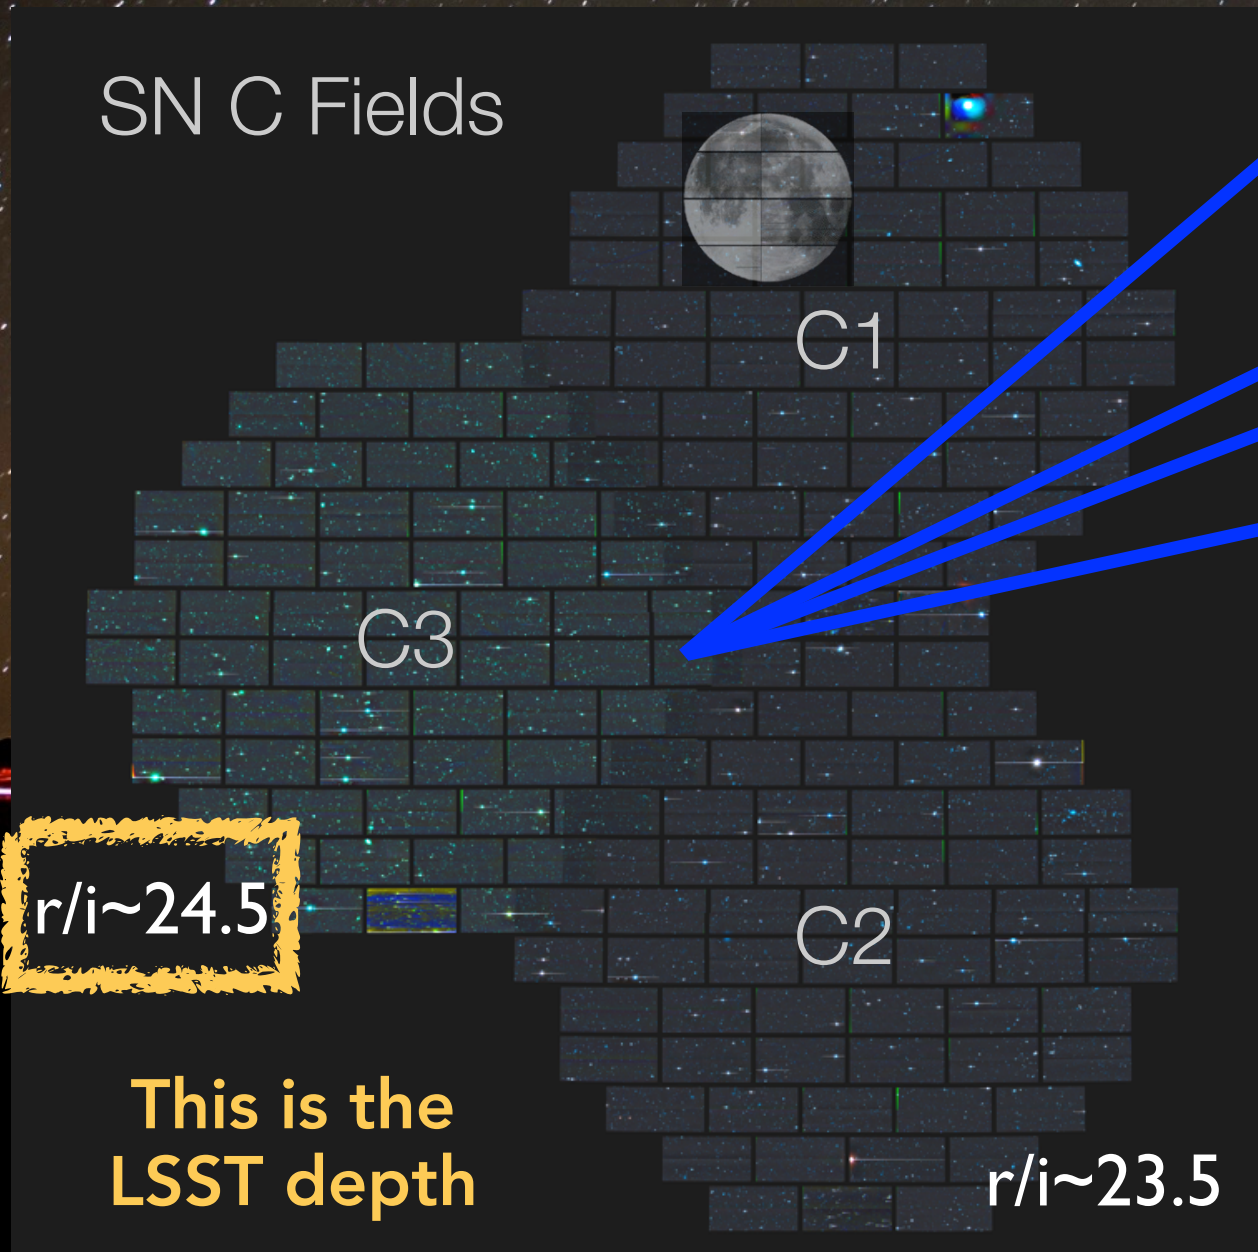 SN C Fields
C1
C3
r/i~24.5
C2
This is the
LSST depth
r/i~23.5